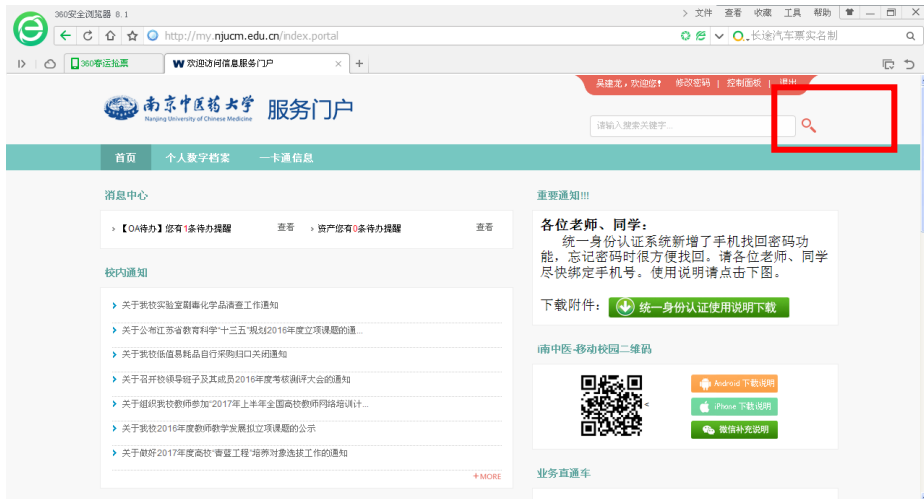 360安全浏览器 8.1
文件 查看 收藏 工具 帮助
http://my.njucm.edu.cn/index.portal
长途汽车票实名制
360春运抢票 欢迎访问信息服务门户
吴建龙，欢迎您! 修改密码 | 控制面板 | 退出
南京中医药大学 服务门户
Nanjing University of Chinese Medicine
请输入搜索关键字...
首页 个人数字档案 一卡通信息
消息中心
【OA待办】您有1条待办提醒 查看 资产您有0条待办提醒 查看
校内通知
关于我校实验室剧毒化学品清查工作通知
关于公布江苏省教育科学“十三五”规划2016年度立项课题的通...
关于我校低值易耗品自行采购归口关闭通知
关于召开校领导班子及其成员2016年度考核测评大会的通知
关于组织我校教师参加“2017年上半年全国高校教师网络培训计...
关于我校2016年度教师教学发展拟立项课题的公示
关于做好2017年度高校“青蓝工程”培养对象选拔工作的通知
+MORE
重要通知!!!
各位老师、同学:
统一身份认证系统新增了手机找回密码功
能，忘记密码时很方便找回。请各位老师、同学
尽快绑定手机号。使用说明请点击下图。
下载附件: 统一身份认证使用说明下载
i南中医-移动校园二维码
Android 下载说明
iPhone 下载说明
微信补充说明
业务直通车